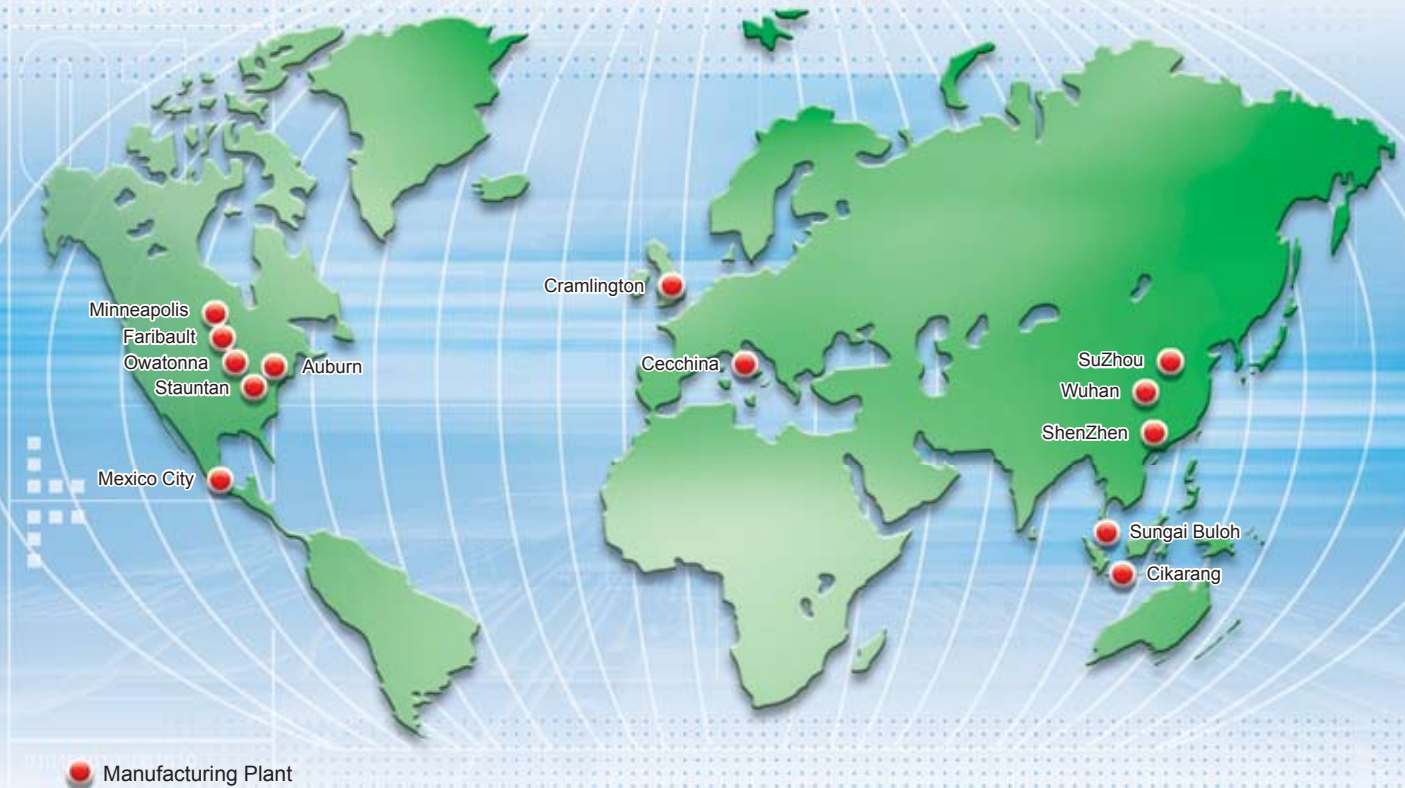 Cramlington
Minneapolis
Faribault
Owatonna
Auburn
Stauntan
Cecchina
SuZhou
Wuhan
ShenZhen
Mexico City
Sungai Buloh
Cikarang
Manufacturing Plant